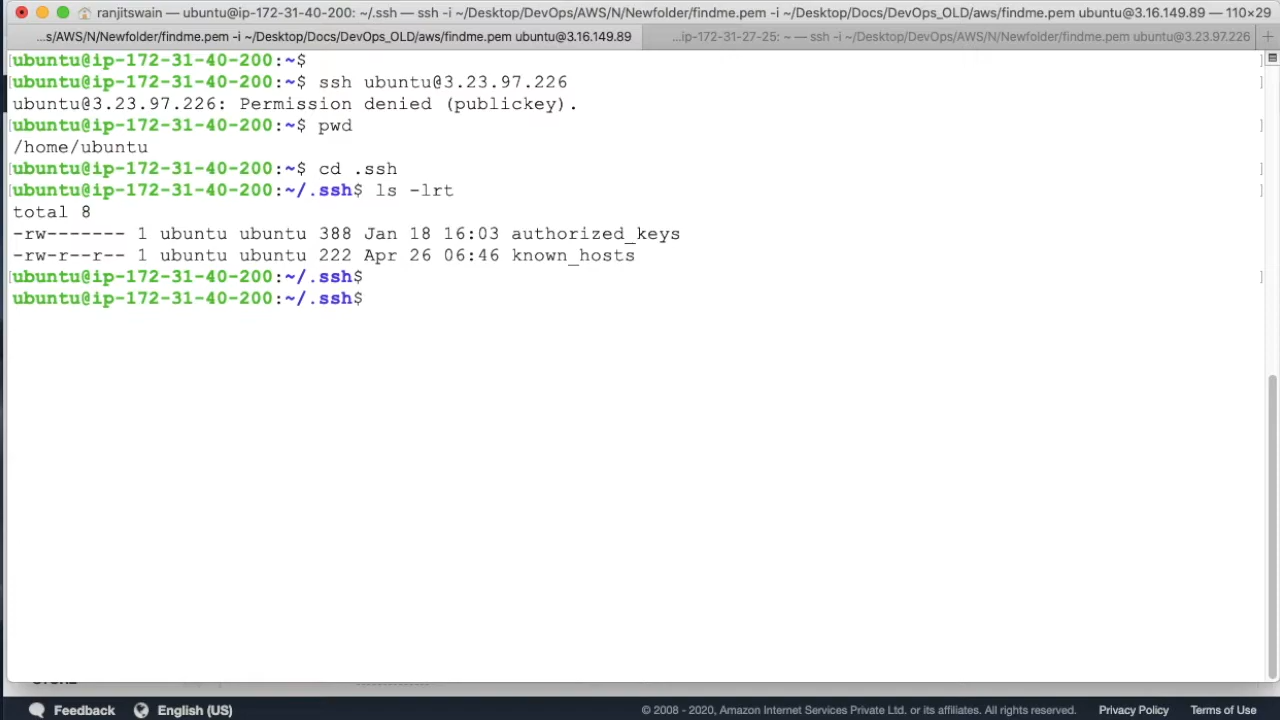 ranjitswain — ubuntu@ip-172-31-40-200: ~/.ssh — ssh -i ~/Desktop/DevOps/AWS/N/Newfolder/findme.pem -i ~/Desktop/Docs/DevOps_OLD/aws/findme.pem ubuntu@3.16.149.89 — 110×29
...s/AWS/N/Newfolder/findme.pem -i ~/Desktop/Docs/DevOps_OLD/aws/findme.pem ubuntu@3.16.149.89
...ip-172-31-27-25: ~ — ssh -i ~/Desktop/DevOps/AWS/N/Newfolder/findme.pem ubuntu@3.23.97.226
ubuntu@ip-172-31-40-200:~$
ubuntu@ip-172-31-40-200:~$ ssh ubuntu@3.23.97.226
ubuntu@3.23.97.226: Permission denied (publickey).
ubuntu@ip-172-31-40-200:~$ pwd
/home/ubuntu
ubuntu@ip-172-31-40-200:~$ cd .ssh
ubuntu@ip-172-31-40-200:~/.ssh$ ls -lrt
total 8
-rw------- 1 ubuntu ubuntu 388 Jan 18 16:03 authorized_keys
-rw-r--r-- 1 ubuntu ubuntu 222 Apr 26 06:46 known_hosts
ubuntu@ip-172-31-40-200:~/.ssh$
ubuntu@ip-172-31-40-200:~/.ssh$
Feedback English (US) © 2008 - 2020, Amazon Internet Services Private Ltd. or its affiliates. All rights reserved. Privacy Policy Terms of Use